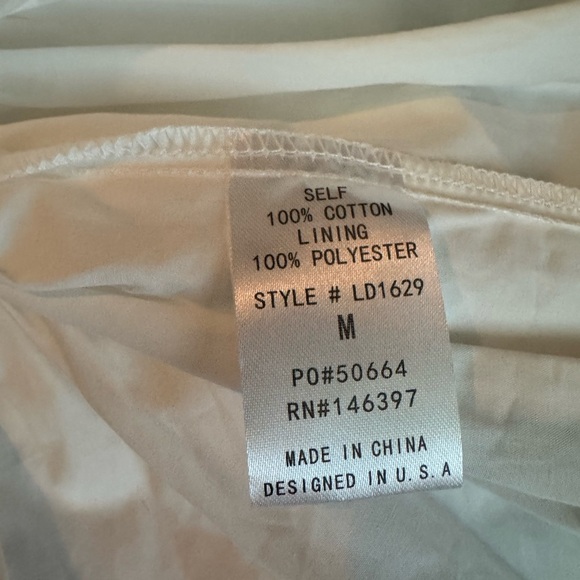 SELF
100% COTTON
LINING
100% POLYESTER
STYLE # LD1629
M
PO#50664
RN#146397
MADE IN CHINA
DESIGNED IN U.S.A